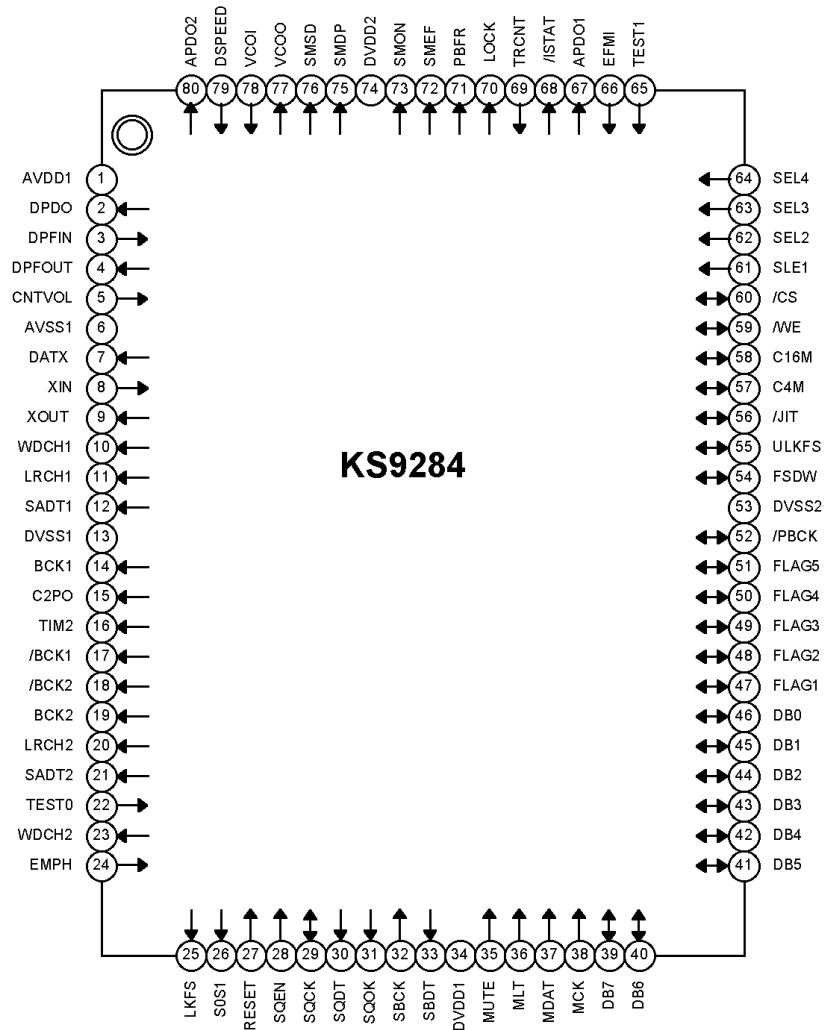 APDO2 DSPEED VCOI VCOO SMSD SMDP DVDD2 SMON SMEF PBFR LOCK TRCNT /ISTAT APDO1 EFMI TEST1
80 79 78 77 76 75 74 73 72 71 70 69 68 67 66 65
AVDD1 1
DPDO 2
DPFIN 3
DPFOUT 4
CNTVOL 5
AVSS1 6
DATX 7
XIN 8
XOUT 9
WDCH1 10
LRCH1 11
SADT1 12
DVSS1 13
BCK1 14
C2PO 15
TIM2 16
/BCK1 17
/BCK2 18
BCK2 19
LRCH2 20
SADT2 21
TEST0 22
WDCH2 23
EMPH 24
KS9284
64 SEL4
63 SEL3
62 SEL2
61 SLE1
60 /CS
59 /WE
58 C16M
57 C4M
56 /JIT
55 ULKFS
54 FSDW
53 DVSS2
52 /PBCK
51 FLAG5
50 FLAG4
49 FLAG3
48 FLAG2
47 FLAG1
46 DB0
45 DB1
44 DB2
43 DB3
42 DB4
41 DB5
25 26 27 28 29 30 31 32 33 34 35 36 37 38 39 40
LKFS S0S1 RESET SQEN SQCK SQDT SQOK SBCK SBDT DVDD1 MUTE MLT MDAT MCK DB7 DB6